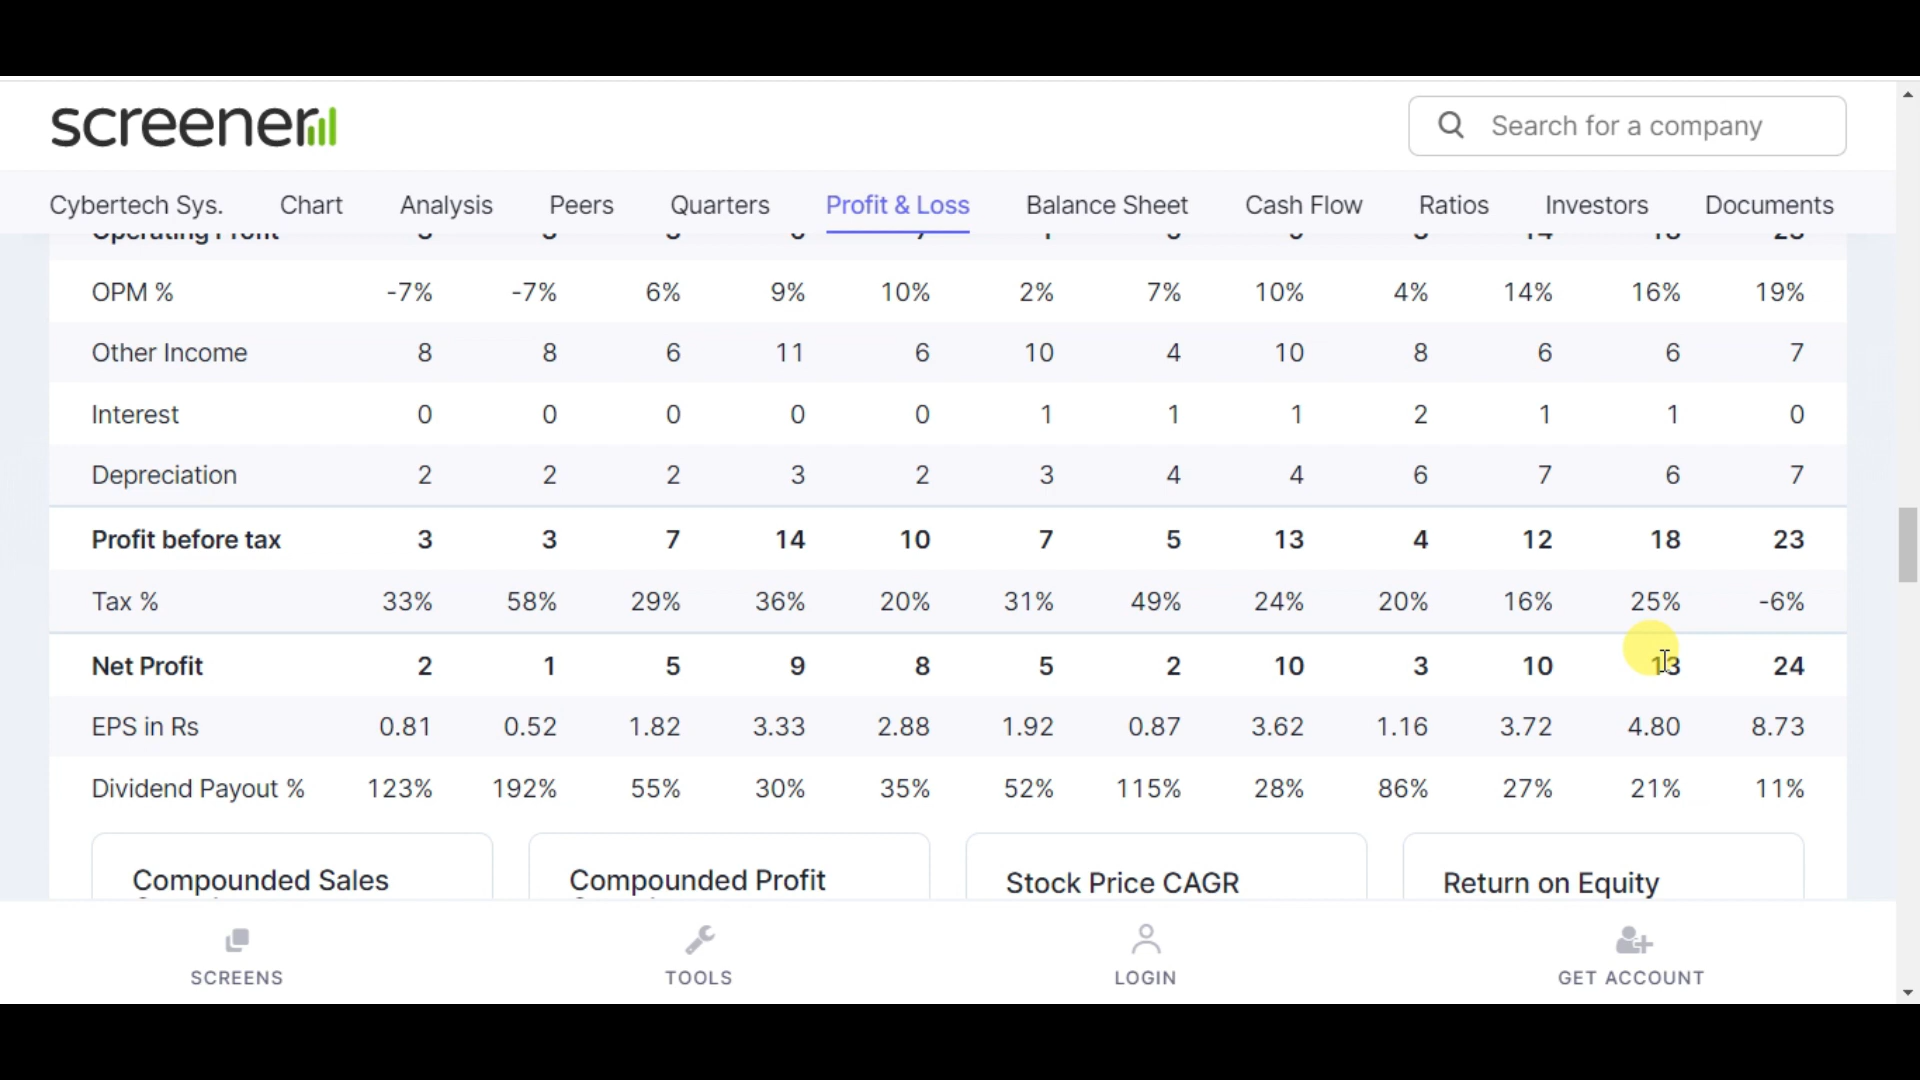 screener
Search for a company
Cybertech Sys. Chart Analysis Peers Quarters Profit & Loss Balance Sheet Cash Flow Ratios Investors Documents
Operating Profit
OPM % -7% -7% 6% 9% 10% 2% 7% 10% 4% 14% 16% 19%
Other Income 8 8 6 11 6 10 4 10 8 6 6 7
Interest 0 0 0 0 0 1 1 1 2 1 1 0
Depreciation 2 2 2 3 2 3 4 4 6 7 6 7
Profit before tax 3 3 7 14 10 7 5 13 4 12 18 23
Tax % 33% 58% 29% 36% 20% 31% 49% 24% 20% 16% 25% -6%
Net Profit 2 1 5 9 8 5 2 10 3 10 13 24
EPS in Rs 0.81 0.52 1.82 3.33 2.88 1.92 0.87 3.62 1.16 3.72 4.80 8.73
Dividend Payout % 123% 192% 55% 30% 35% 52% 115% 28% 86% 27% 21% 11%
Compounded Sales Compounded Profit Stock Price CAGR Return on Equity
SCREENS TOOLS LOGIN GET ACCOUNT